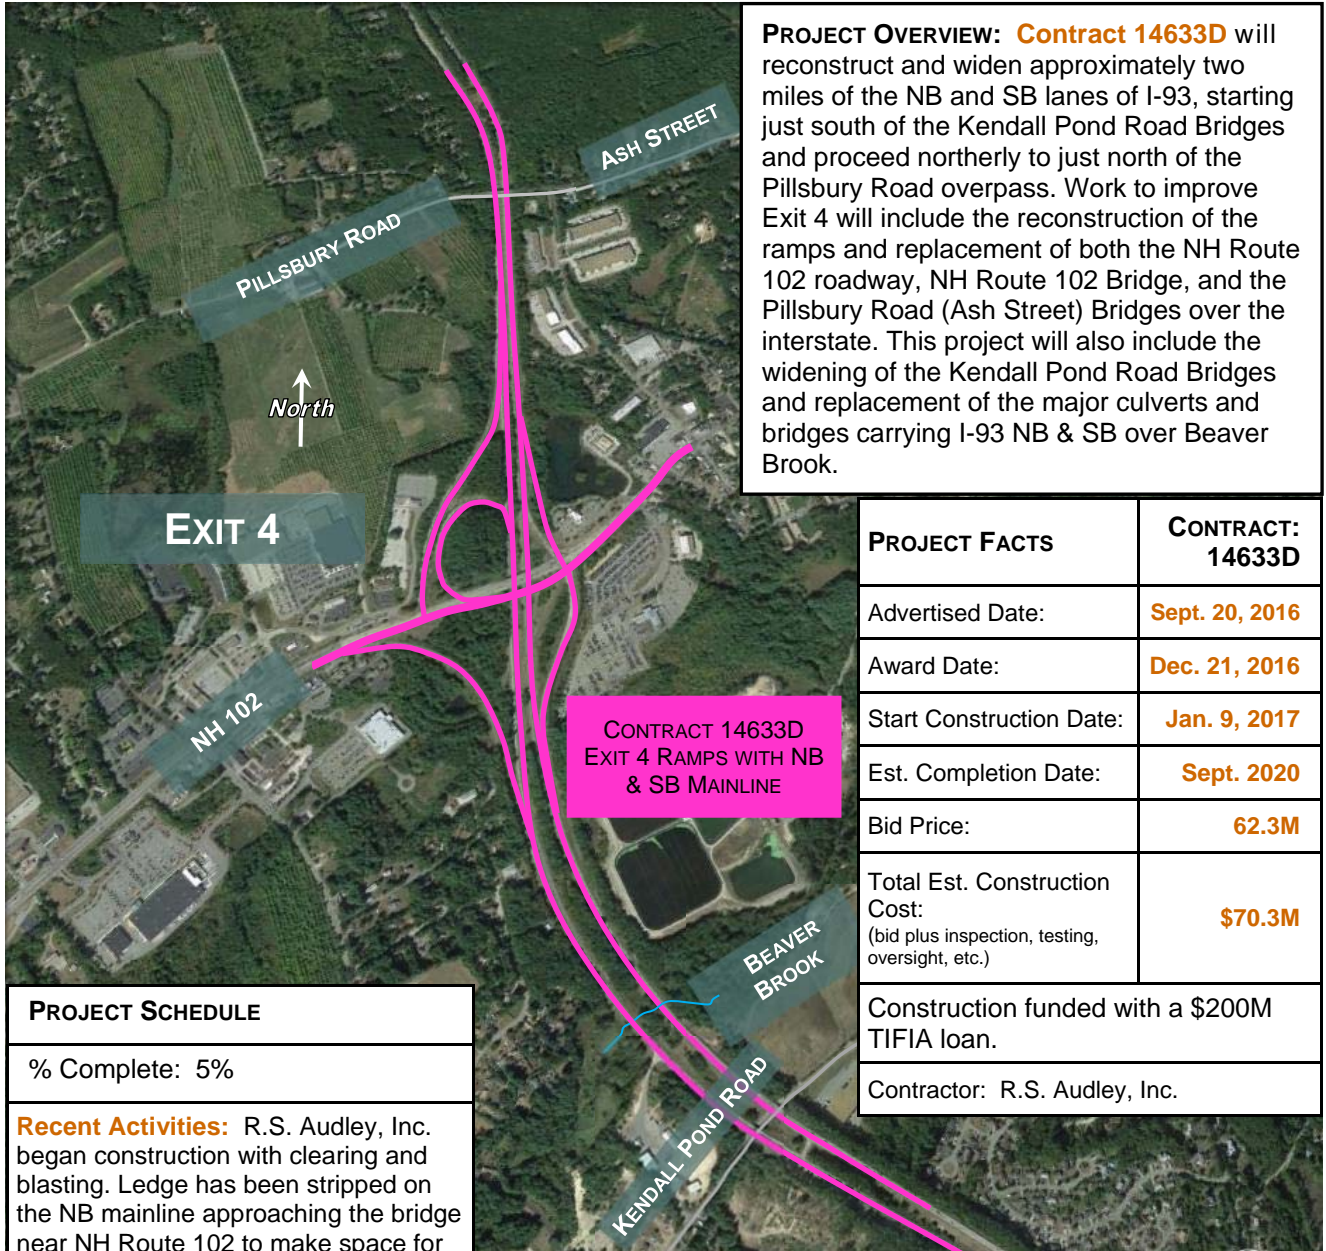 PROJECT OVERVIEW: Contract 14633D will
reconstruct and widen approximately two
miles of the NB and SB lanes of I-93, starting
just south of the Kendall Pond Road Bridges
and proceed northerly to just north of the
Pillsbury Road overpass. Work to improve
Exit 4 will include the reconstruction of the
ramps and replacement of both the NH Route
102 roadway, NH Route 102 Bridge, and the
Pillsbury Road (Ash Street) Bridges over the
interstate. This project will also include the
widening of the Kendall Pond Road Bridges
and replacement of the major culverts and
bridges carrying I-93 NB & SB over Beaver
Brook.
ASH STREET
PILLSBURY ROAD
North
EXIT 4
NH 102
CONTRACT 14633D
EXIT 4 RAMPS WITH NB
& SB MAINLINE
BEAVER
BROOK
KENDALL POND ROAD
PROJECT FACTS CONTRACT:
14633D
Advertised Date: Sept. 20, 2016
Award Date: Dec. 21, 2016
Start Construction Date: Jan. 9, 2017
Est. Completion Date: Sept. 2020
Bid Price: 62.3M
Total Est. Construction
Cost: $70.3M
(bid plus inspection, testing,
oversight, etc.)
Construction funded with a $200M
TIFIA loan.
Contractor: R.S. Audley, Inc.
PROJECT SCHEDULE
% Complete: 5%
Recent Activities: R.S. Audley, Inc.
began construction with clearing and
blasting. Ledge has been stripped on
the NB mainline approaching the bridge
near NH Route 102 to make space for